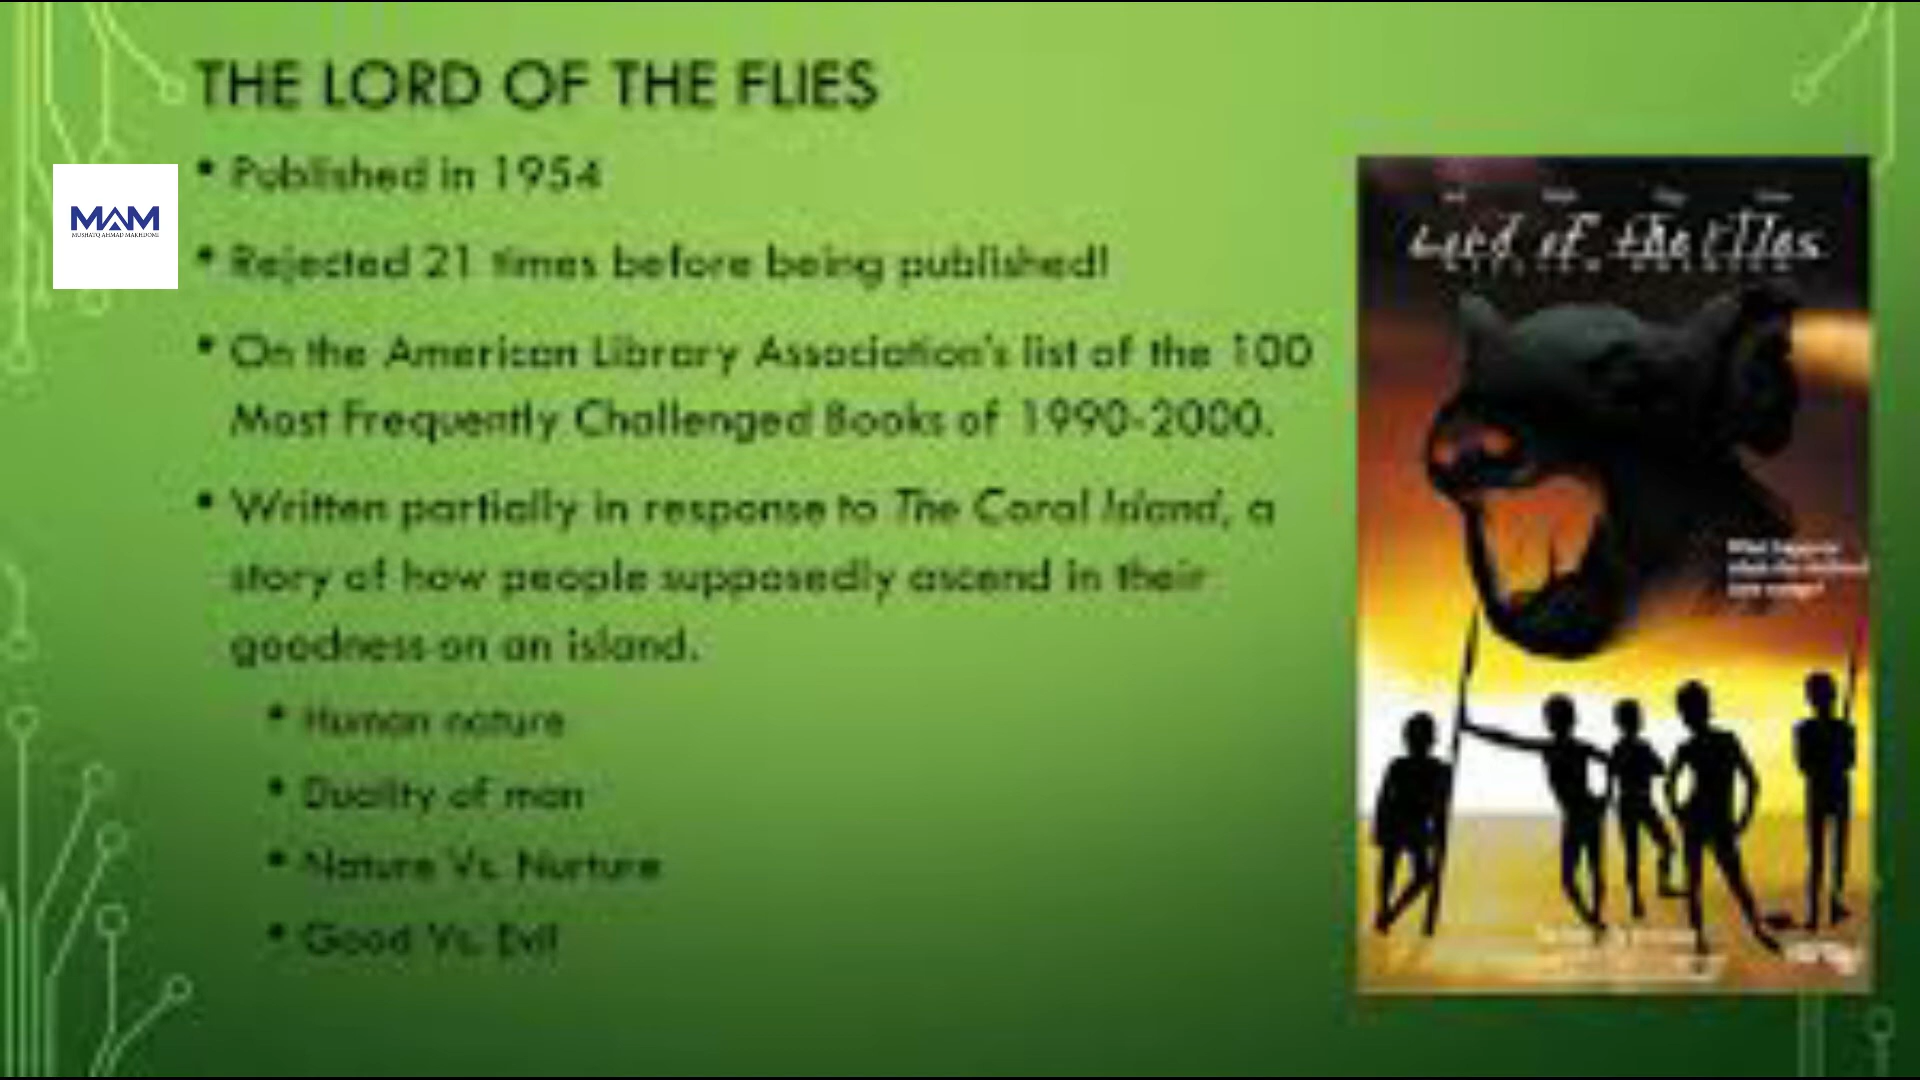 THE LORD OF THE FLIES
• Published in 1954
MAM
MUSHATQ AHMAD MAKHDOMI
• Rejected 21 times before being published!
• On the American Library Association's list of the 100
Most Frequently Challenged Books of 1990-2000.
• Written partially in response to The Coral Island, a
story of how people supposedly ascend in their
goodness on an island.
• Human nature
• Duality of man
• Nature Vs. Nurture
• Good Vs. Evil
Lord of the Flies